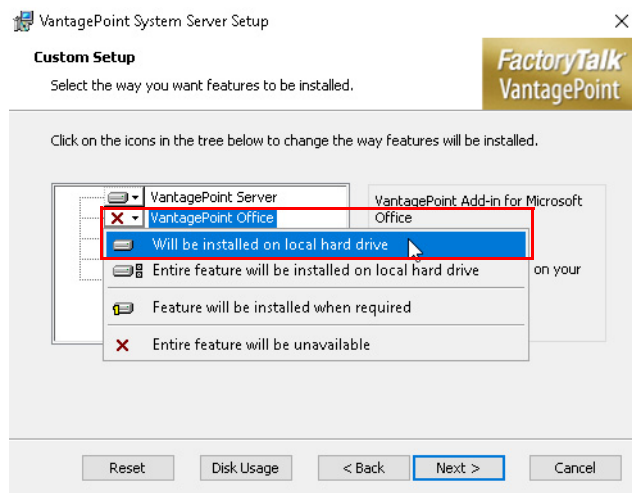 VantagePoint System Server Setup
Custom Setup
Select the way you want features to be installed.
FactoryTalk
VantagePoint
Click on the icons in the tree below to change the way features will be installed.
VantagePoint Server
VantagePoint Office
VantagePoint Add-in for Microsoft
Office
Will be installed on local hard drive
Entire feature will be installed on local hard drive
on your
Feature will be installed when required
Entire feature will be unavailable
Reset
Disk Usage
< Back
Next >
Cancel